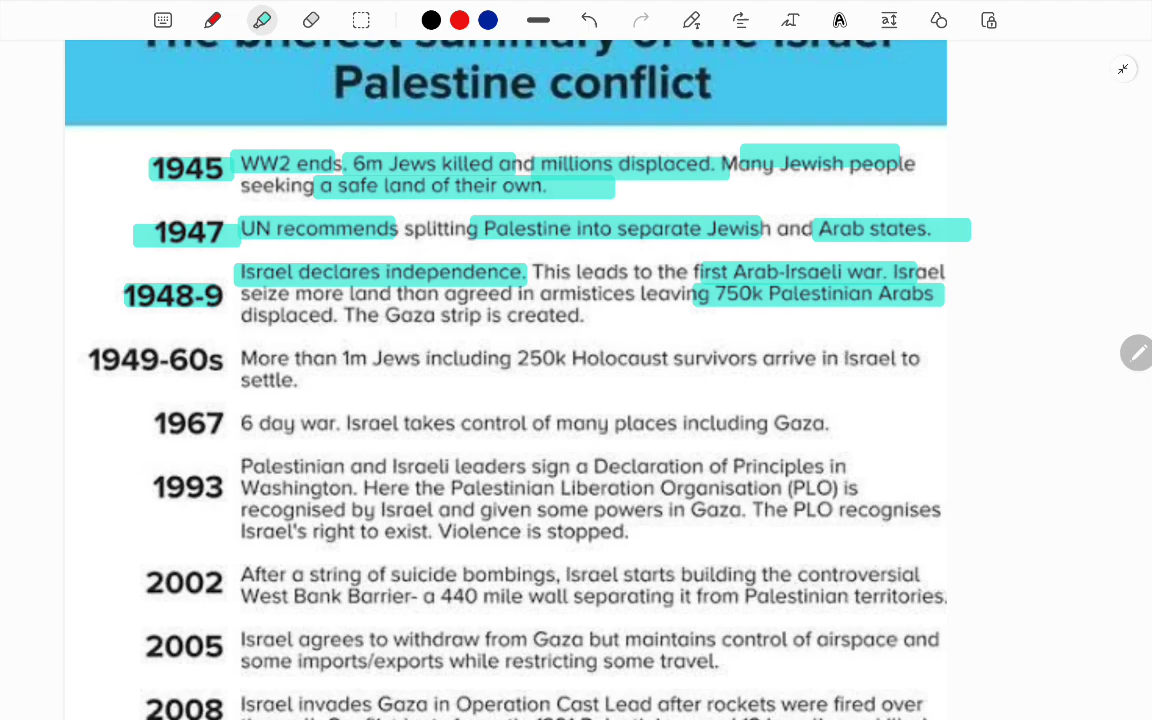 The briefest summary of the Israel
Palestine conflict
1945 WW2 ends. 6m Jews killed and millions displaced. Many Jewish people
seeking a safe land of their own.
1947 UN recommends splitting Palestine into separate Jewish and Arab states.
Israel declares independence. This leads to the first Arab-Irsaeli war. Israel
1948-9 seize more land than agreed in armistices leaving 750k Palestinian Arabs
displaced. The Gaza strip is created.
1949-60s More than 1m Jews including 250k Holocaust survivors arrive in Israel to
settle.
1967 6 day war. Israel takes control of many places including Gaza.
Palestinian and Israeli leaders sign a Declaration of Principles in
1993 Washington. Here the Palestinian Liberation Organisation (PLO) is
recognised by Israel and given some powers in Gaza. The PLO recognises
Israel's right to exist. Violence is stopped.
2002 After a string of suicide bombings, Israel starts building the controversial
West Bank Barrier- a 440 mile wall separating it from Palestinian territories.
2005 Israel agrees to withdraw from Gaza but maintains control of airspace and
some imports/exports while restricting some travel.
2008 Israel invades Gaza in Operation Cast Lead after rockets were fired over